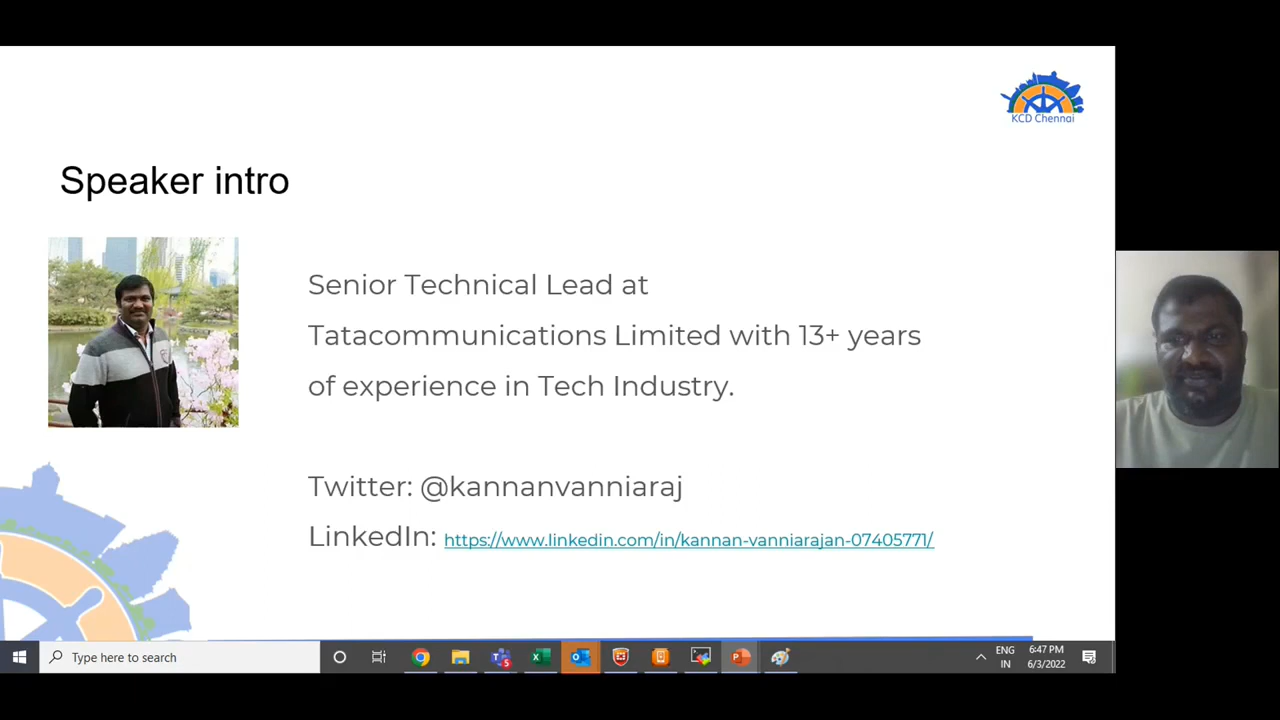 KCD Chennai
Speaker intro
Senior Technical Lead at
Tatacommunications Limited with 13+ years
of experience in Tech Industry.
Twitter: @kannanvanniaraj
LinkedIn: https://www.linkedin.com/in/kannan-vanniarajan-07405771/
Type here to search
5
ENG
IN
6:47 PM
6/3/2022